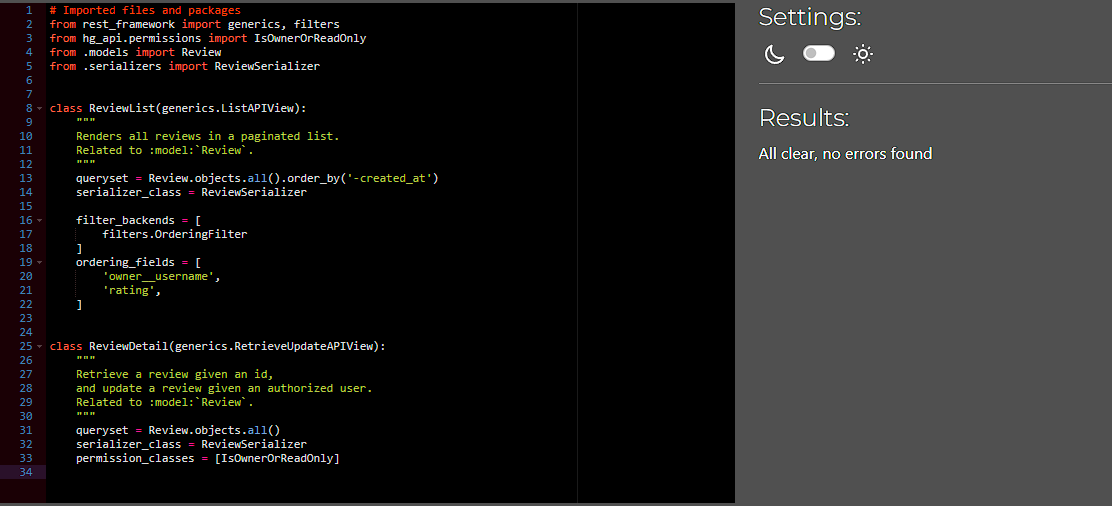 1 # Imported files and packages
2 from rest_framework import generics, filters
3 from hg_api.permissions import IsOwnerOrReadOnly
4 from .models import Review
5 from .serializers import ReviewSerializer
6
7
8 class ReviewList(generics.ListAPIView):
9     """
10     Renders all reviews in a paginated list.
11     Related to :model:`Review`.
12     """
13     queryset = Review.objects.all().order_by('-created_at')
14     serializer_class = ReviewSerializer
15
16     filter_backends = [
17         filters.OrderingFilter
18     ]
19     ordering_fields = [
20         'owner__username',
21         'rating',
22     ]
23
24
25 class ReviewDetail(generics.RetrieveUpdateAPIView):
26     """
27     Retrieve a review given an id,
28     and update a review given an authorized user.
29     Related to :model:`Review`.
30     """
31     queryset = Review.objects.all()
32     serializer_class = ReviewSerializer
33     permission_classes = [IsOwnerOrReadOnly]
34
Settings:
Results:
All clear, no errors found